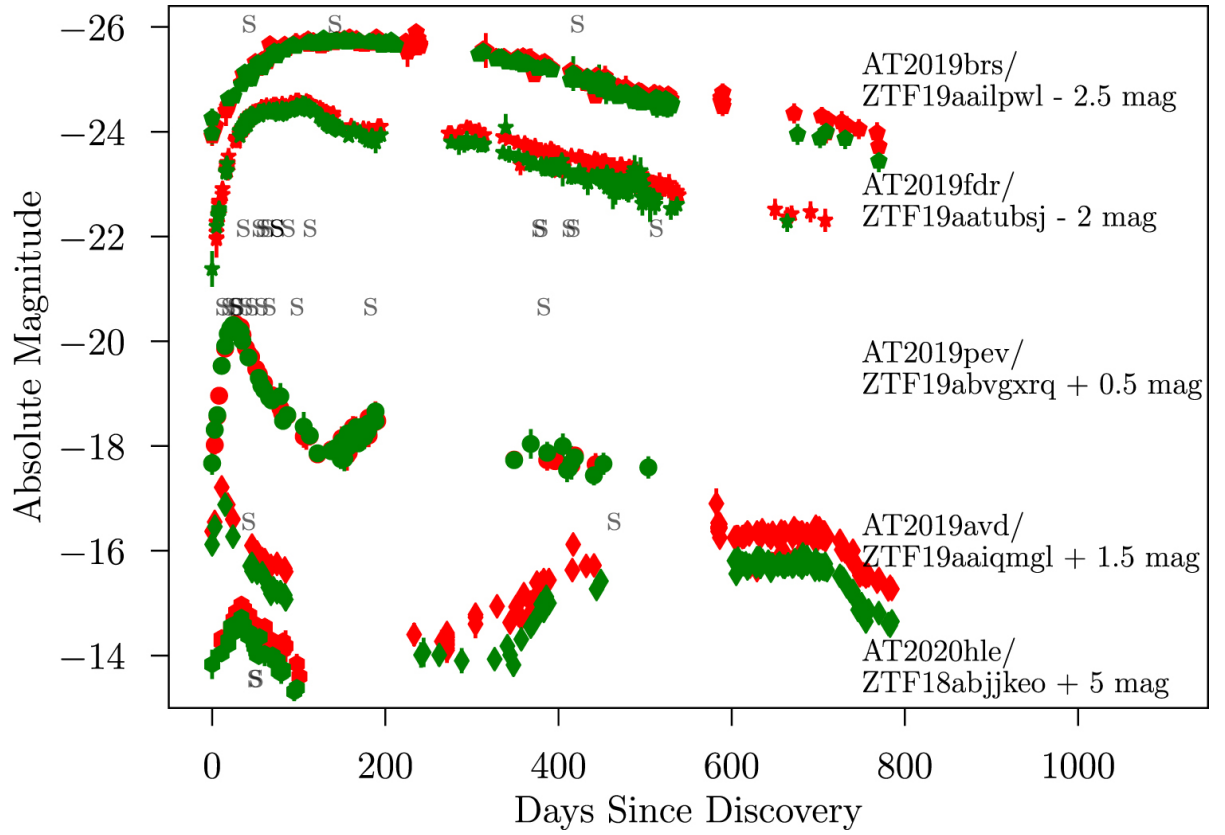 S S S
−26
AT2019brs/
ZTF19aailpwl - 2.5 mag
−24
AT2019fdr/
ZTF19aatubsj - 2 mag
−22
−20
AT2019pev/
ZTF19abvgxrq + 0.5 mag
−18
AT2019avd/
ZTF19aaiqmgl + 1.5 mag
−16
S S
AT2020hle/
ZTF18abjjkeo + 5 mag
−14
S
Absolute Magnitude
0 200 400 600 800 1000
Days Since Discovery